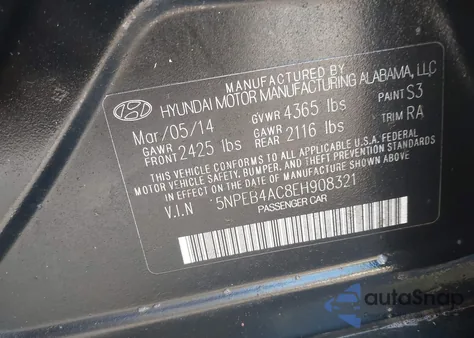 MANUFACTURED BY
HYUNDAI MOTOR MANUFACTURING ALABAMA, LLC
Mar/05/14 GVWR 4365 lbs PAINT S3
GAWR FRONT 2425 lbs GAWR REAR 2116 lbs TRIM RA
THIS VEHICLE CONFORMS TO ALL APPLICABLE U.S.A. FEDERAL
MOTOR VEHICLE SAFETY, BUMPER, AND THEFT PREVENTION STANDARDS
IN EFFECT ON THE DATE OF MANUFACTURE SHOWN ABOVE.
V.I.N 5NPEB4AC8EH908321
PASSENGER CAR
autoSnap